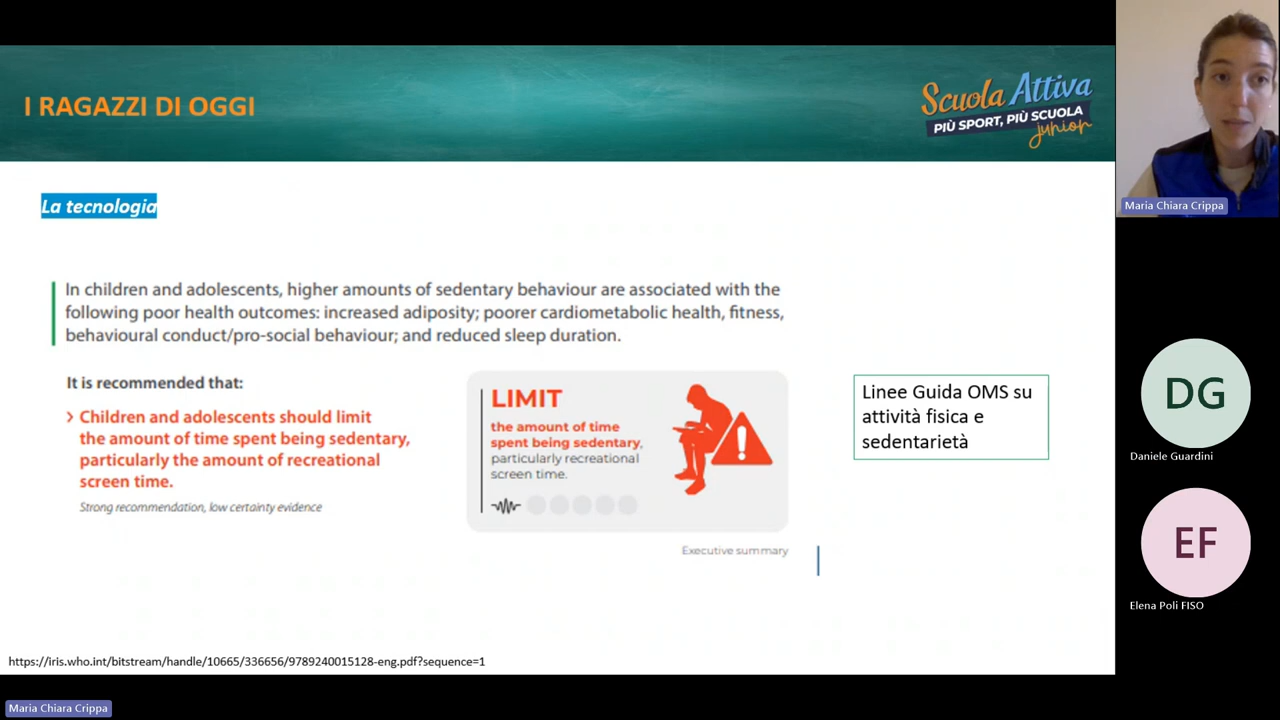 I RAGAZZI DI OGGI
Scuola Attiva
PIÙ SPORT, PIÙ SCUOLA
junior
La tecnologia
In children and adolescents, higher amounts of sedentary behaviour are associated with the
following poor health outcomes: increased adiposity; poorer cardiometabolic health, fitness,
behavioural conduct/pro-social behaviour; and reduced sleep duration.
It is recommended that:
> Children and adolescents should limit
the amount of time spent being sedentary,
particularly the amount of recreational
screen time.
Strong recommendation, low certainty evidence
LIMIT
the amount of time
spent being sedentary,
particularly recreational
screen time.
Executive summary
Linee Guida OMS su
attività fisica e
sedentarietà
https://iris.who.int/bitstream/handle/10665/336656/9789240015128-eng.pdf?sequence=1
Maria Chiara Crippa
Maria Chiara Crippa
DG
Daniele Guardini
EF
Elena Poli FISO